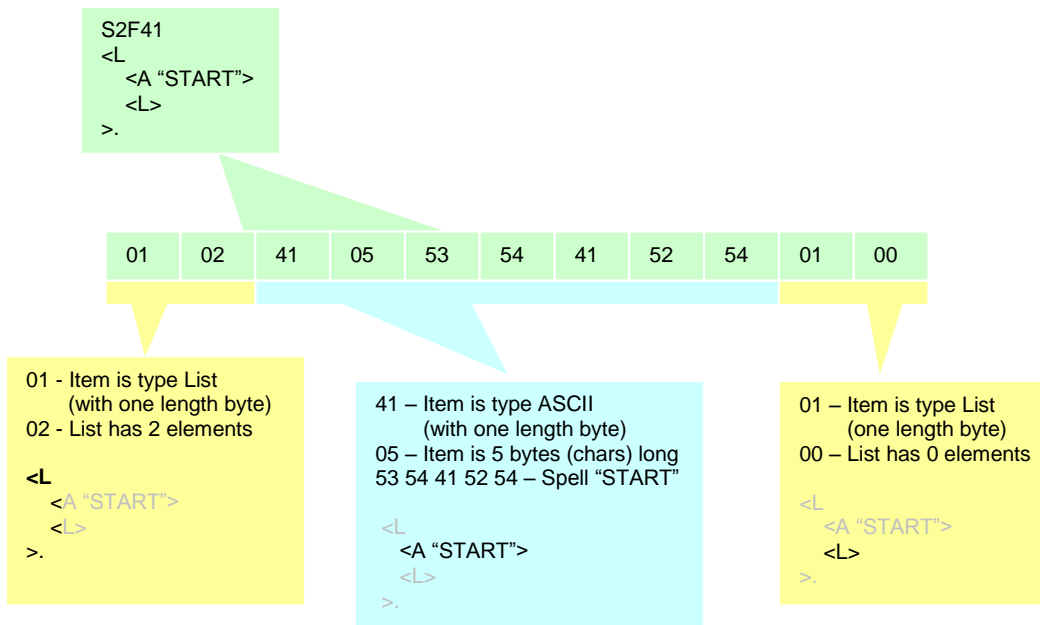 S2F41
<L
<A “START”>
<L>
>.
01 02 41 05 53 54 41 52 54 01 00
01 - Item is type List
(with one length byte)
02 - List has 2 elements
<L
<A “START”>
<L>
>.
41 – Item is type ASCII
(with one length byte)
05 – Item is 5 bytes (chars) long
53 54 41 52 54 – Spell “START”
<L
<A “START”>
<L>
>.
01 – Item is type List
(one length byte)
00 – List has 0 elements
<L
<A “START”>
<L>
>.